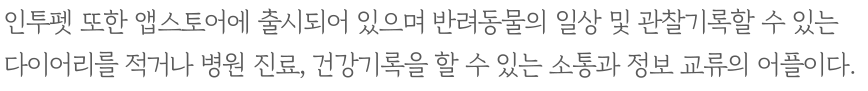 인투펫 또한 앱스토어에 출시되어 있으며 반려동물의 일상 및 관찰기록할 수 있는
다이어리를 적거나 병원 진료, 건강기록을 할 수 있는 소통과 정보 교류의 어플이다.